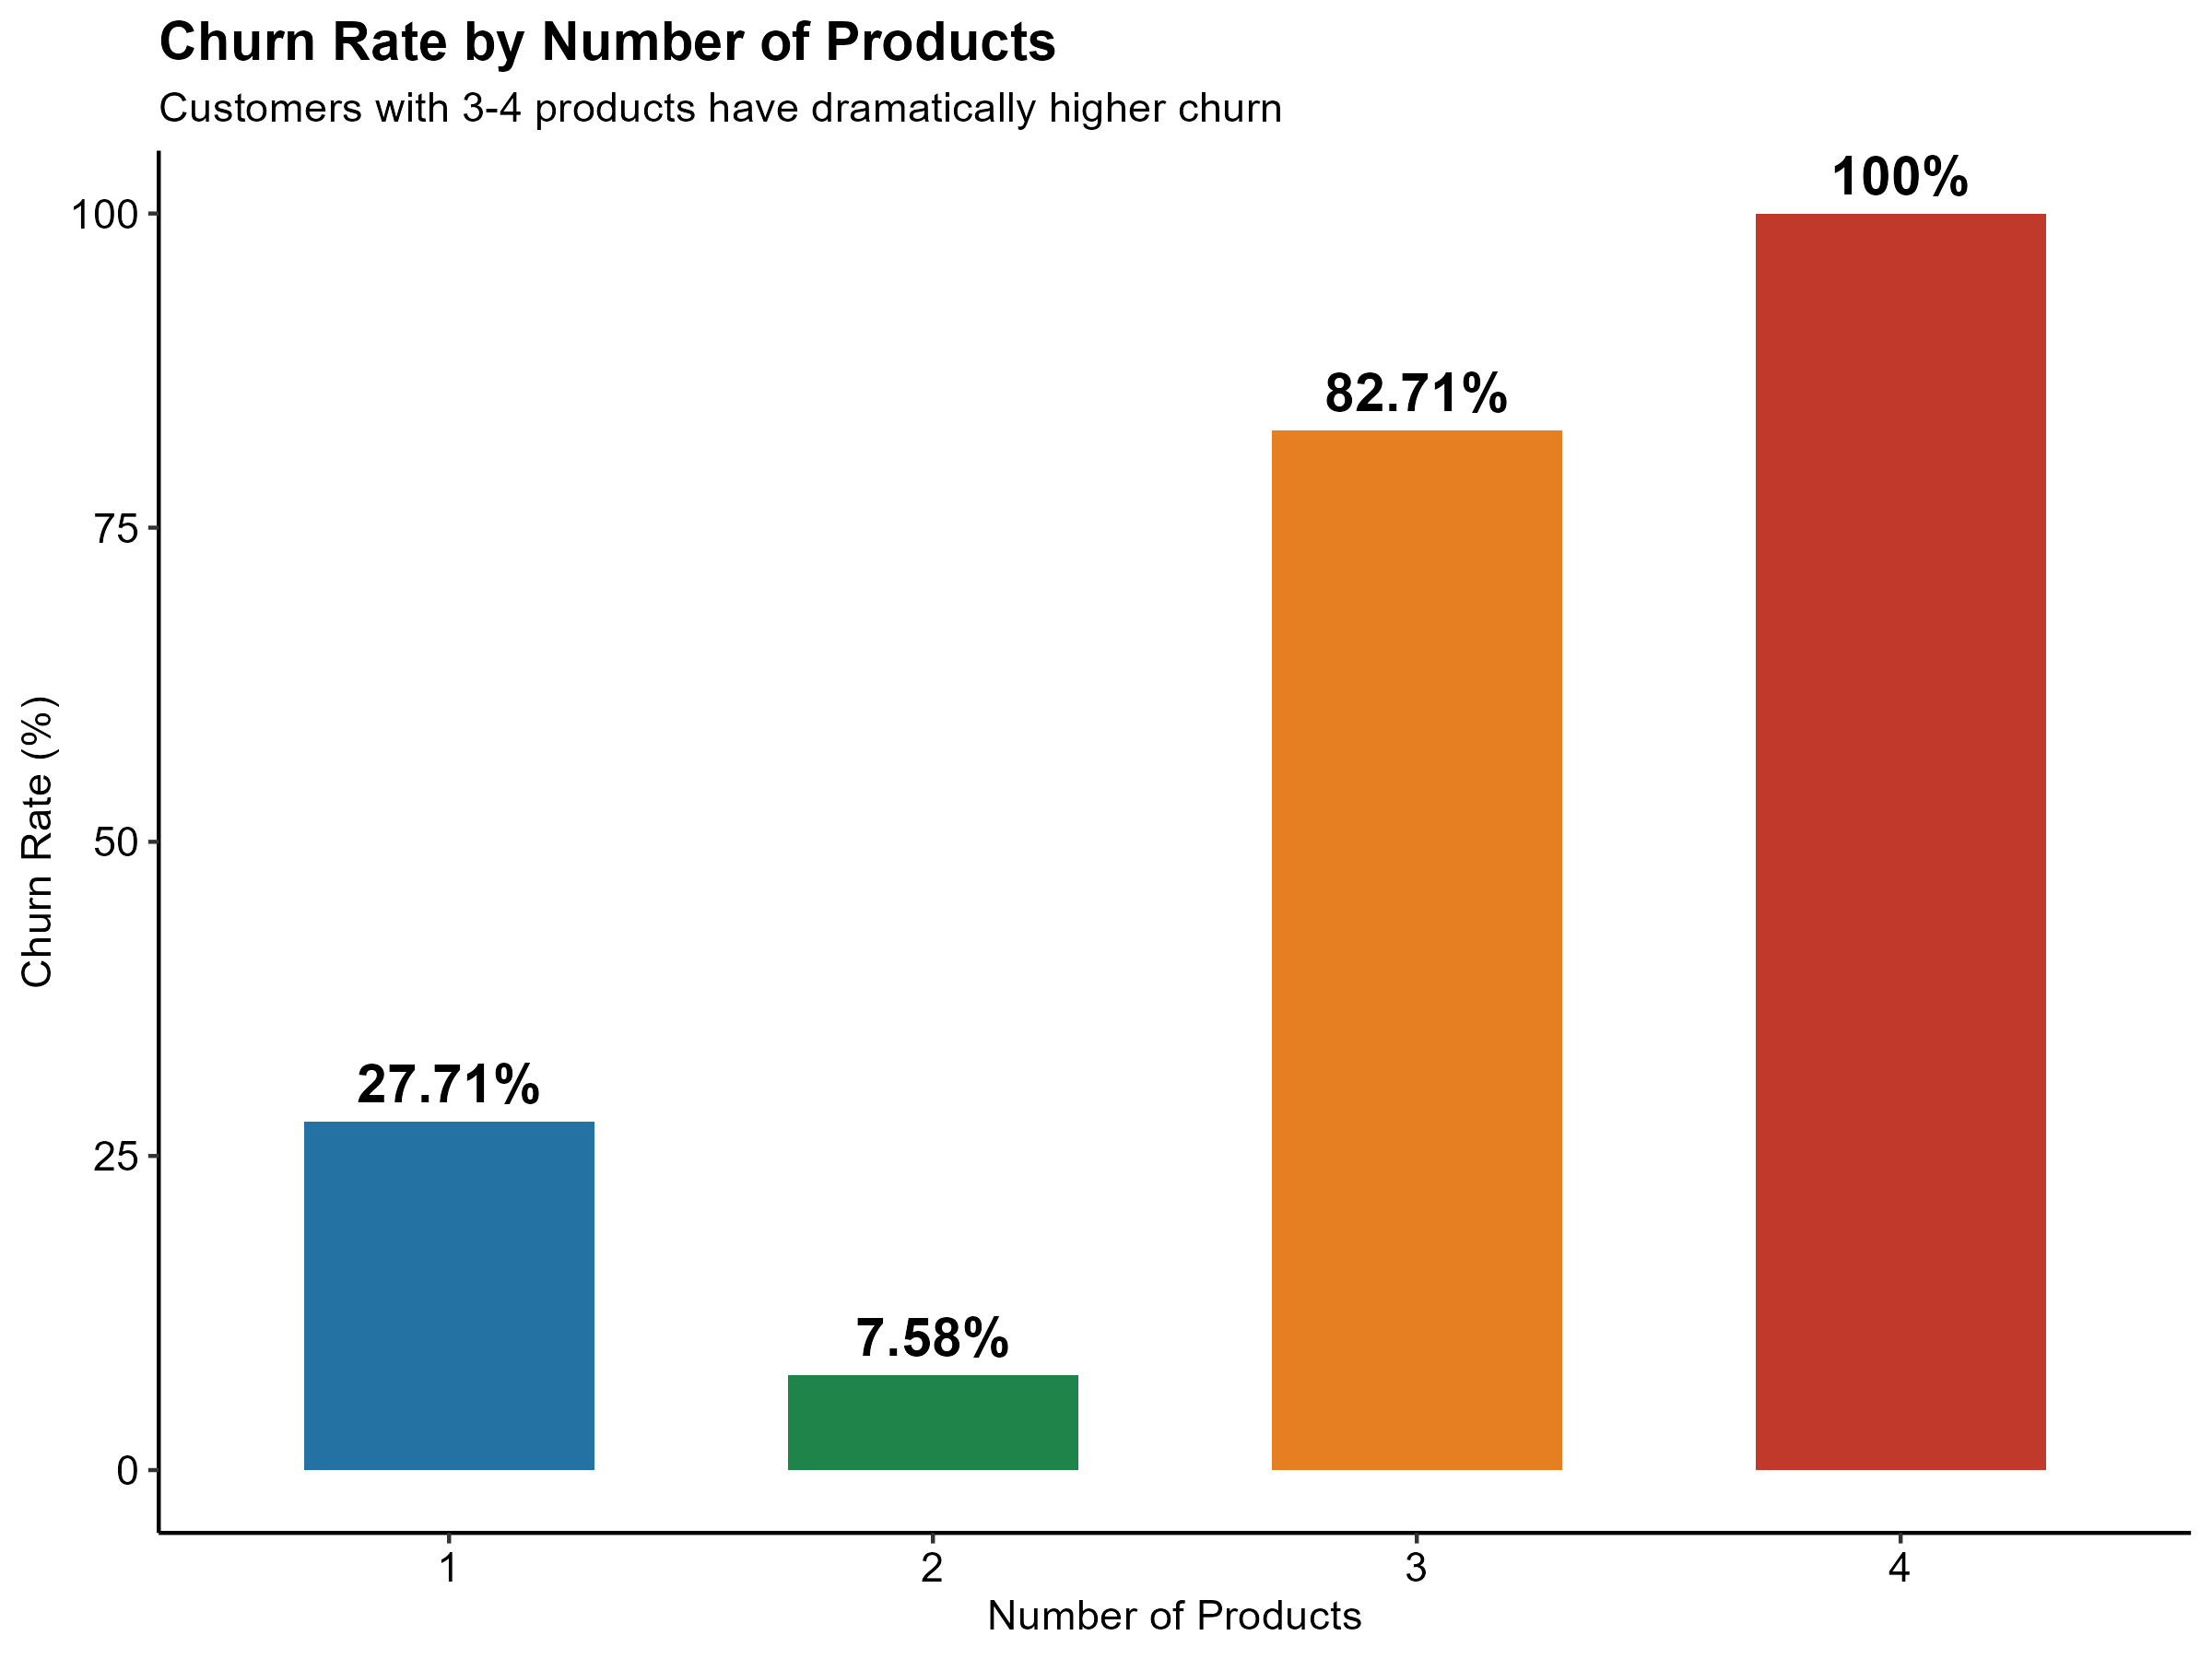 Churn Rate by Number of Products
Customers with 3-4 products have dramatically higher churn
100%
100
82.71%
75
Churn Rate (%)
50
27.71%
25
7.58%
0
1 2 3 4
Number of Products